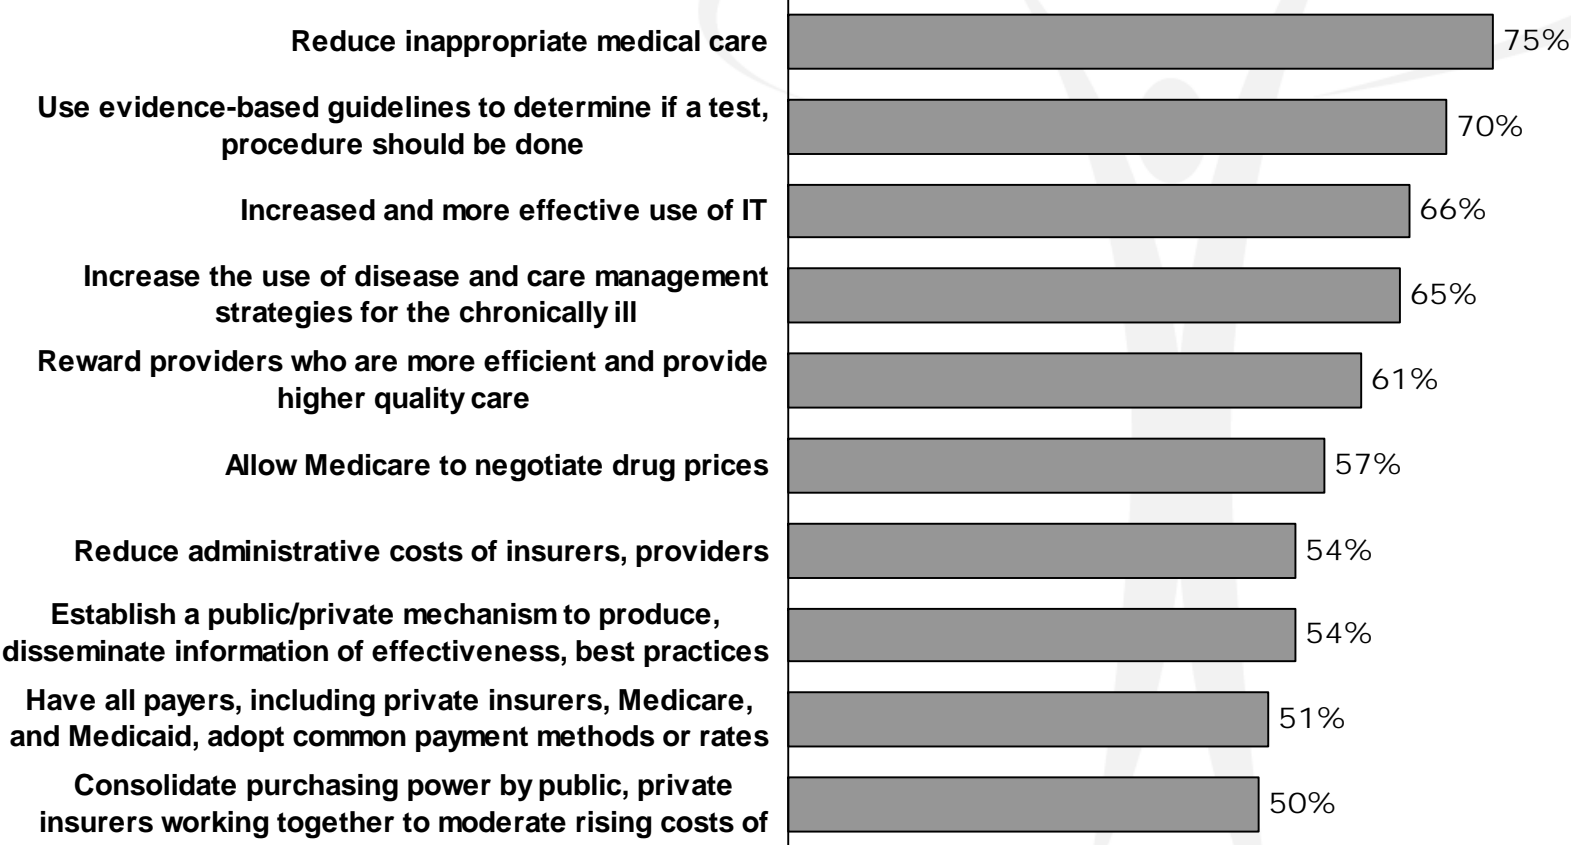 Reduce inappropriate medical care
75%
Use evidence-based guidelines to determine if a test,
procedure should be done
70%
Increased and more effective use of IT
66%
Increase the use of disease and care management
strategies for the chronically ill
65%
Reward providers who are more efficient and provide
higher quality care
61%
Allow Medicare to negotiate drug prices
57%
Reduce administrative costs of insurers, providers
54%
Establish a public/private mechanism to produce,
disseminate information of effectiveness, best practices
54%
Have all payers, including private insurers, Medicare,
and Medicaid, adopt common payment methods or rates
51%
Consolidate purchasing power by public, private
insurers working together to moderate rising costs of
50%